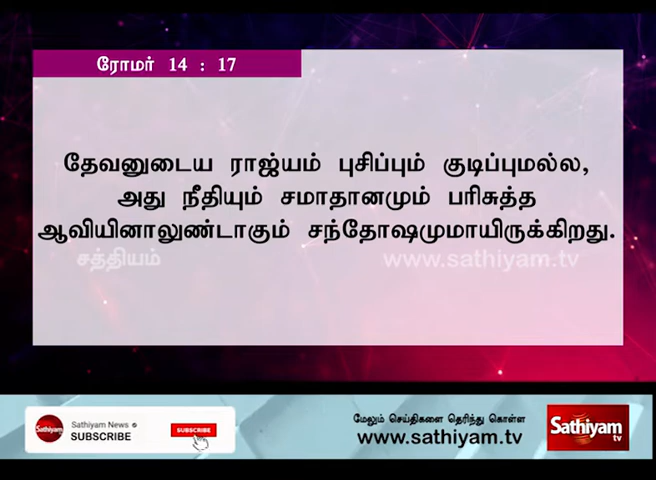 ரோமர் 14 : 17
தேவனுடைய ராஜ்யம் புசிப்பும் குடிப்புமல்ல,
அது நீதியும் சமாதானமும் பரிசுத்த
ஆவியினாலுண்டாகும் சந்தோஷமுமாயிருக்கிறது.
சத்தியம் www.sathiyam.tv
Sathiyam News
SUBSCRIBE
SUBSCRIBE
மேலும் செய்திகளை தெரிந்து கொள்ள
www.sathiyam.tv
Sathiyam
tv